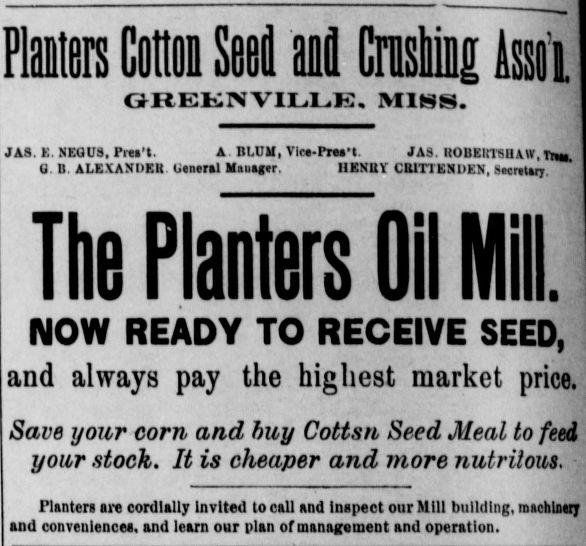 Planters Cotton Seed and Crushing Asso'n.
GREENVILLE, MISS.
JAS. E. NEGUS, Pres't. A. BLUM, Vice-Pres't. JAS. ROBERTSHAW, Treas.
G. B. ALEXANDER General Manager. HENRY CRITTENDEN, Secretary.
The Planters Oil Mill.
NOW READY TO RECEIVE SEED,
and always pay the highest market price.
Save your corn and buy Cottsn Seed Meal to feed
your stock. It is cheaper and more nutritous.
Planters are cordially invited to call and inspect our Mill building, machinery
and conveniences, and learn our plan of management and operation.